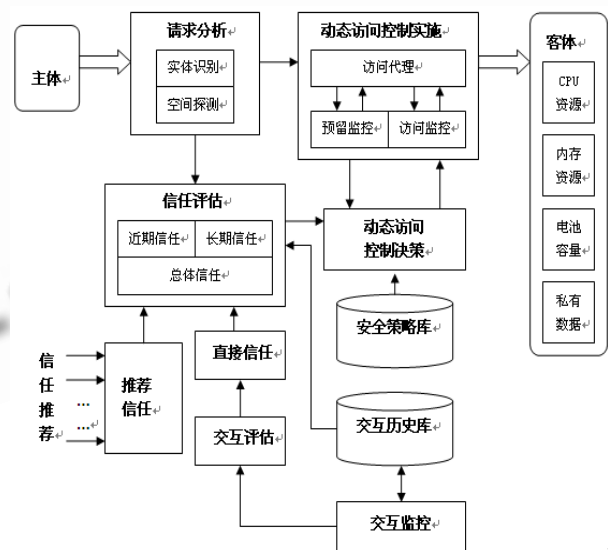 主体
请求分析
实体识别
空间探测
动态访问控制实施
访问代理
预留监控
访问监控
客体
CPU
资源
内存
资源
电池
容量
私有
数据
信任评估
近期信任
长期信任
总体信任
动态访问
控制决策
安全策略库
直接信任
信
任
推
荐
...
...
推荐
信任
交互评估
交互历史库
交互监控